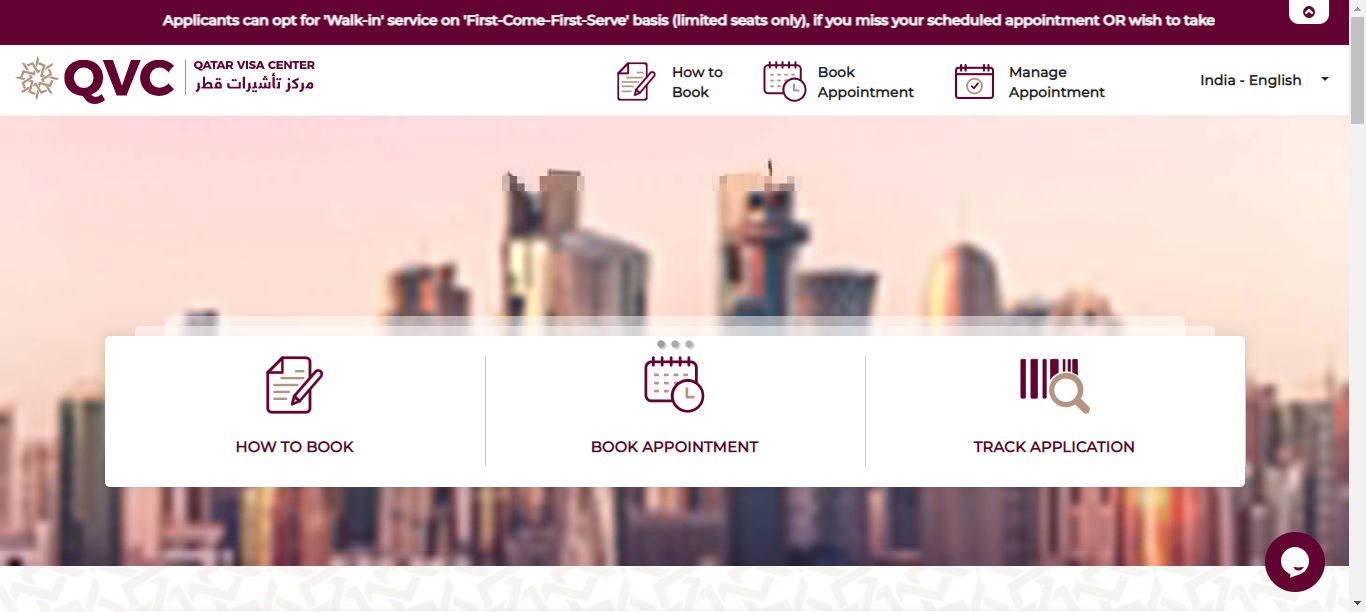 Applicants can opt for 'Walk-in' service on 'First-Come-First-Serve' basis (limited seats only), if you miss your scheduled appointment OR wish to take
QVC
QATAR VISA CENTER
مركز تأشيرات قطر
How to
Book
Book
Appointment
Manage
Appointment
India - English
HOW TO BOOK
BOOK APPOINTMENT
TRACK APPLICATION